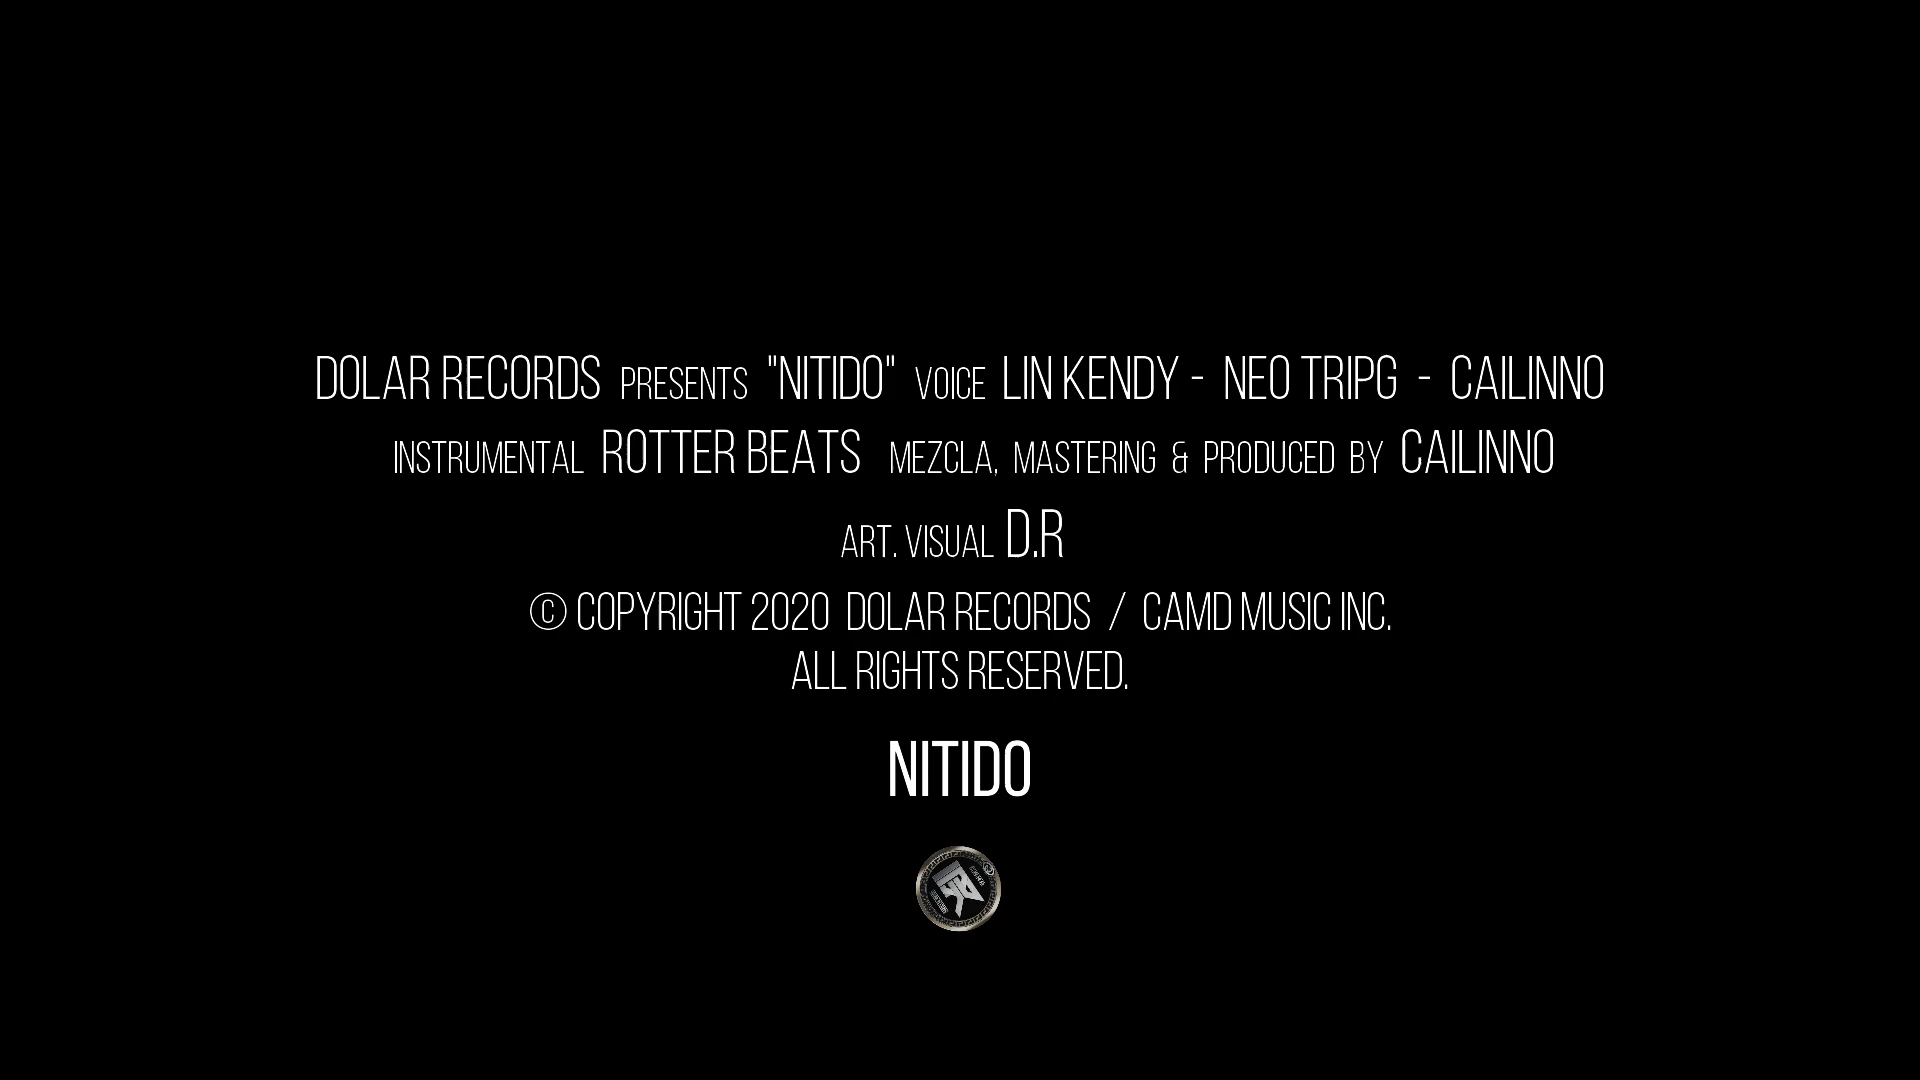 DOLAR RECORDS PRESENTS "NITIDO" VOICE LIN KENDY - NEO TRIPG - CAILINNO
INSTRUMENTAL ROTTER BEATS MEZCLA, MASTERING & PRODUCED BY CAILINNO
ART. VISUAL D.R
© COPYRIGHT 2020 DOLAR RECORDS / CAMD MUSIC INC.
ALL RIGHTS RESERVED.
NITIDO